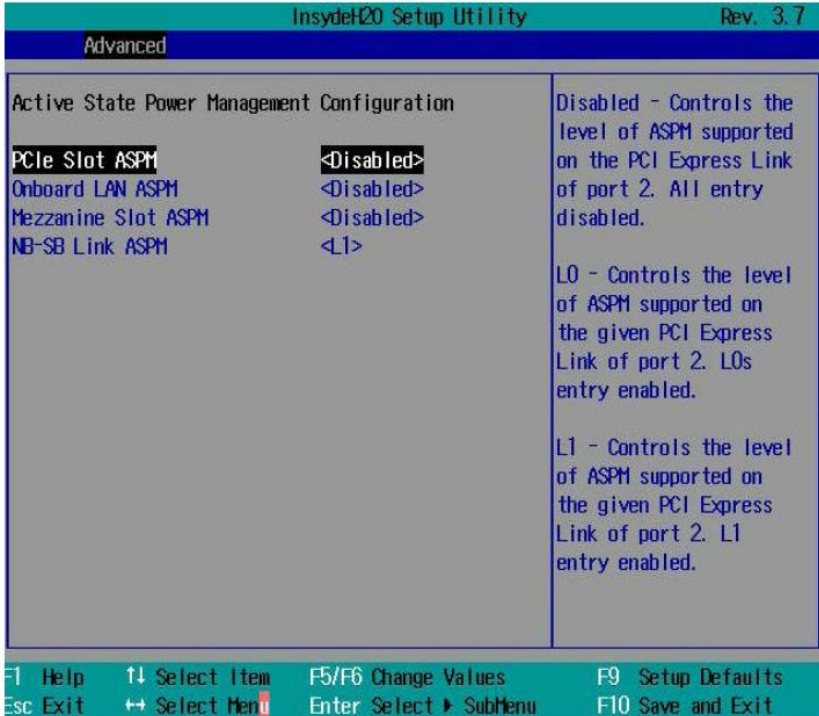 InsydeH20 Setup Utility Rev. 3.7
Advanced
Active State Power Management Configuration
PCIe Slot ASPM <Disabled>
Onboard LAN ASPM <Disabled>
Mezzanine Slot ASPM <Disabled>
NB-SB Link ASPM <L1>
Disabled - Controls the
level of ASPM supported
on the PCI Express Link
of port 2. All entry
disabled.
L0 - Controls the level
of ASPM supported on
the given PCI Express
Link of port 2. L0s
entry enabled.
L1 - Controls the level
of ASPM supported on
the given PCI Express
Link of port 2. L1
entry enabled.
F1 Help ↑↓ Select Item F5/F6 Change Values F9 Setup Defaults
Esc Exit ↔ Select Menu Enter Select ▶ SubMenu F10 Save and Exit